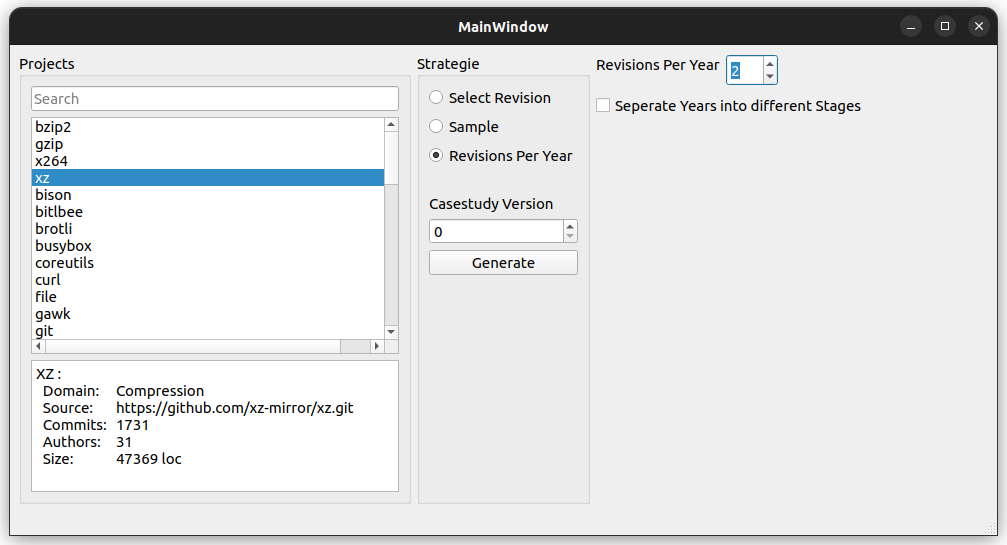 MainWindow
Projects
Search
bzip2
gzip
x264
xz
bison
bitlbee
brotli
busybox
coreutils
curl
file
gawk
git
XZ :
Domain: Compression
Source: https://github.com/xz-mirror/xz.git
Commits: 1731
Authors: 31
Size: 47369 loc
Strategie
Select Revision
Sample
Revisions Per Year
Casestudy Version
0
Generate
Revisions Per Year 2
Seperate Years into different Stages